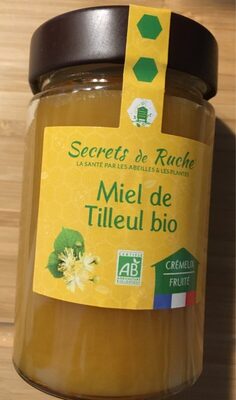 Secrets de Ruche
LA SANTÉ PAR LES ABEILLES & LES PLANTES
Miel de
Tilleul bio
AB
CRÉMEUX
FRUITÉ